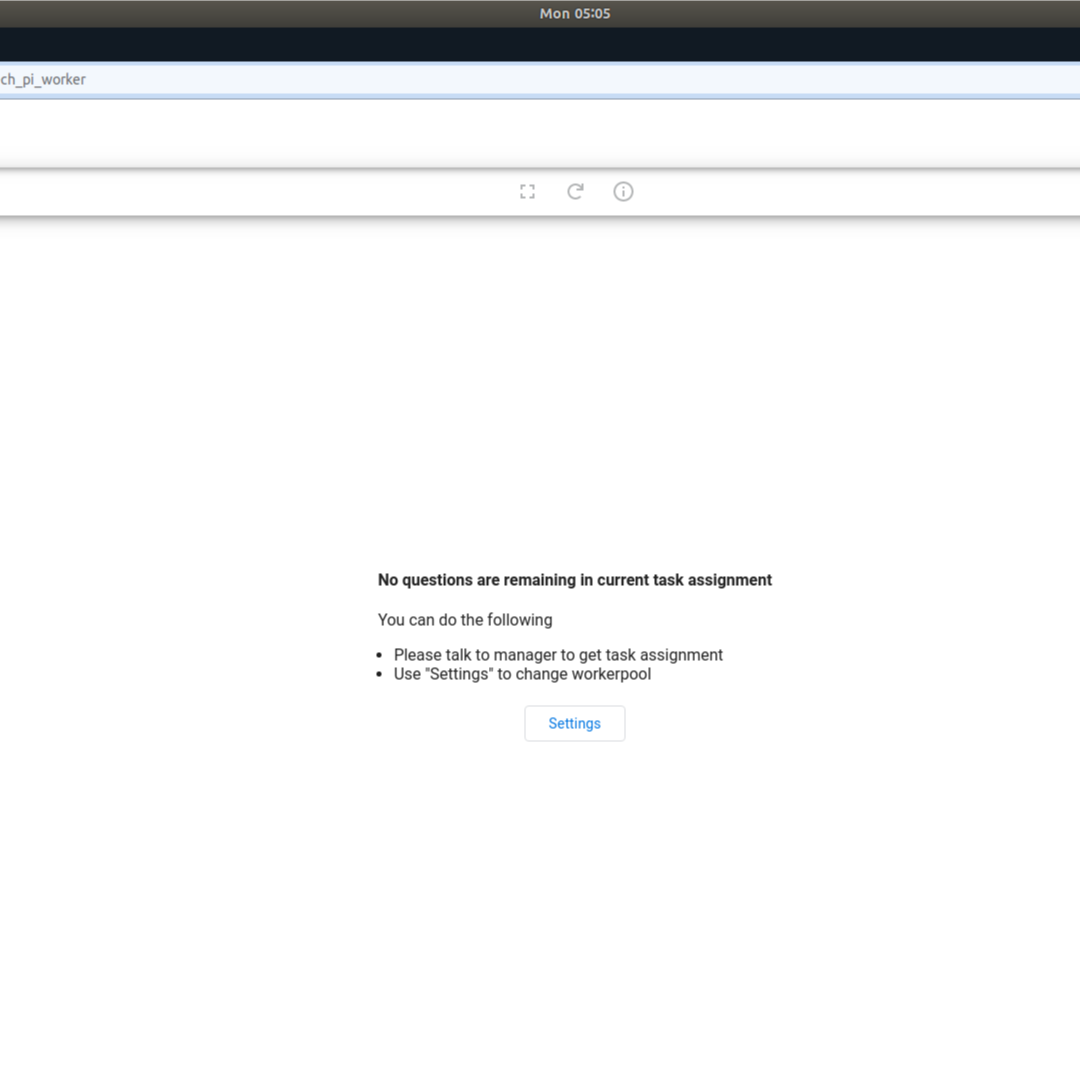 Mon 05:05
ch_pi_worker
No questions are remaining in current task assignment
You can do the following
Please talk to manager to get task assignment
Use "Settings" to change workerpool
Settings